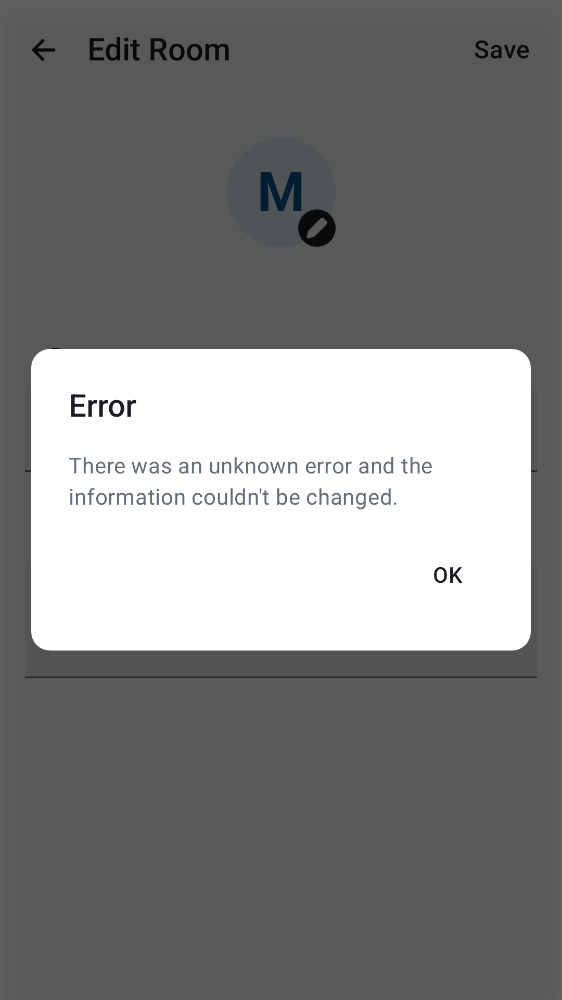 Edit Room
Save
M
Error
There was an unknown error and the
information couldn't be changed.
OK